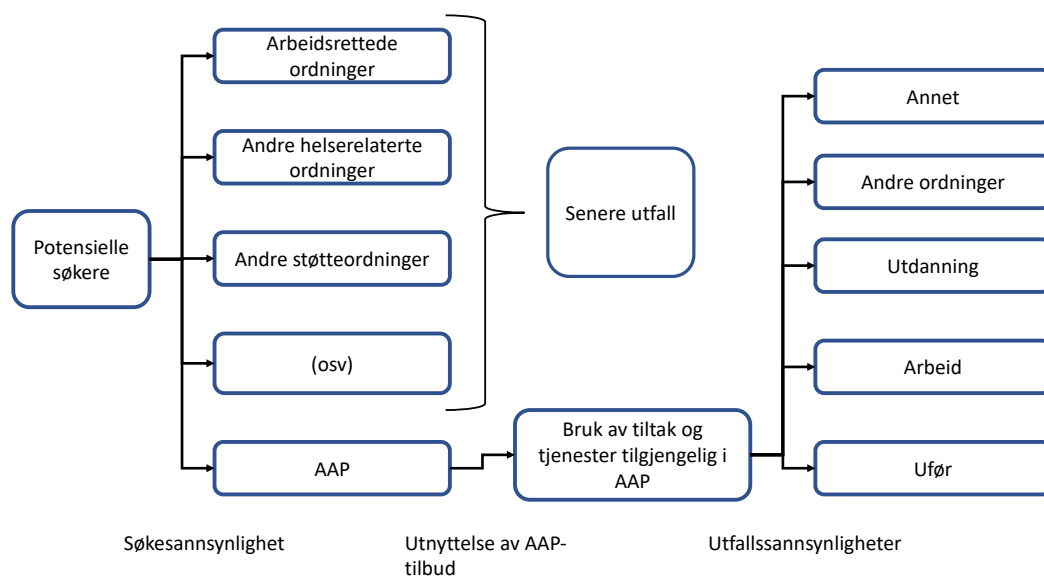 Arbeidsrettede
ordninger
Andre helserelaterte
ordninger
Potensielle
søkere
Andre støtteordninger
(osv)
AAP
Senere utfall
Bruk av tiltak og
tjenester tilgjengelig i
AAP
Annet
Andre ordninger
Utdanning
Arbeid
Ufør
Søkesannsynlighet
Utnyttelse av AAP-
tilbud
Utfallssannsynligheter